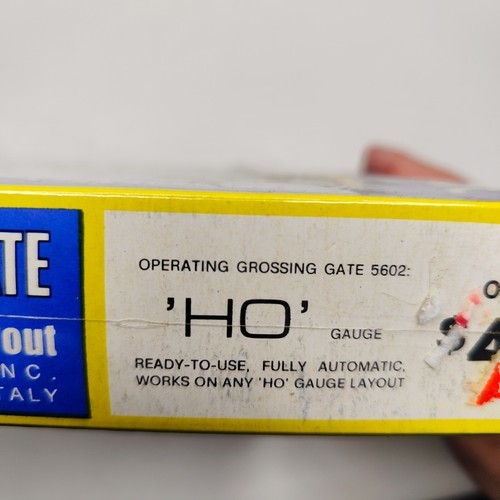 TE
out
NC.
TALY
OPERATING GROSSING GATE 5602:
'HO' GAUGE
READY-TO-USE, FULLY AUTOMATIC,
WORKS ON ANY 'HO' GAUGE LAYOUT